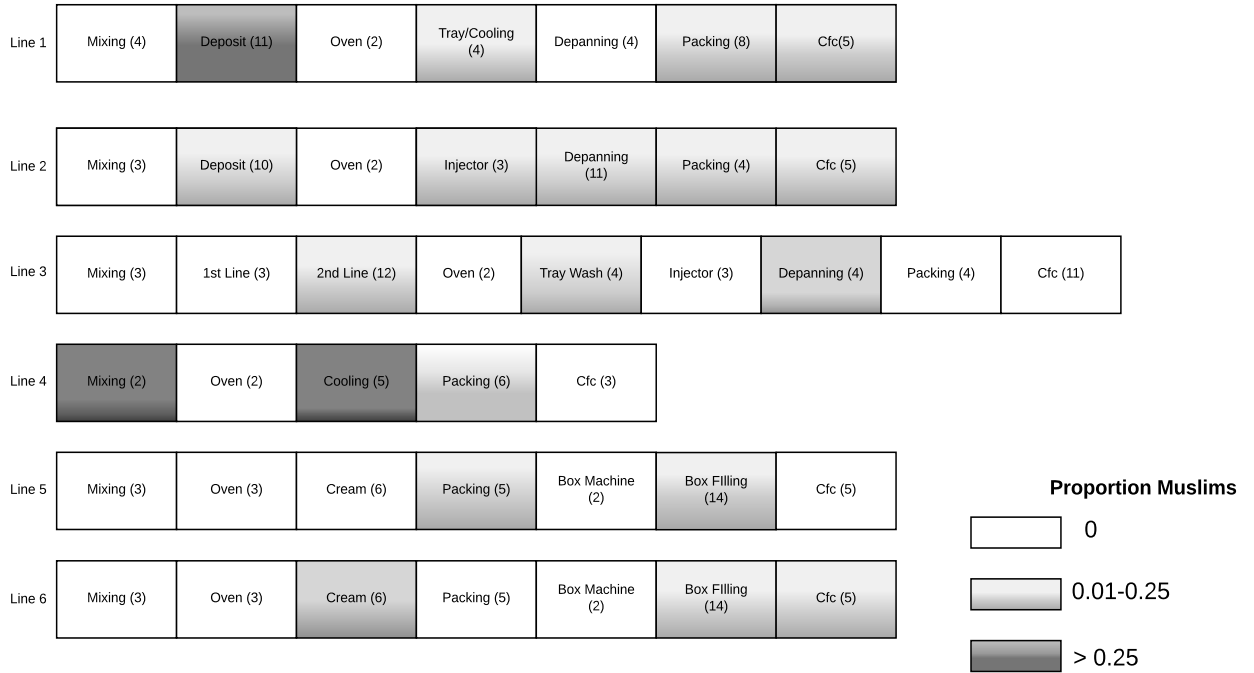 Line 1 Mixing (4) Deposit (11) Oven (2) Tray/Cooling (4) Depanning (4) Packing (8) Cfc(5)
Line 2 Mixing (3) Deposit (10) Oven (2) Injector (3) Depanning (11) Packing (4) Cfc (5)
Line 3 Mixing (3) 1st Line (3) 2nd Line (12) Oven (2) Tray Wash (4) Injector (3) Depanning (4) Packing (4) Cfc (11)
Line 4 Mixing (2) Oven (2) Cooling (5) Packing (6) Cfc (3)
Line 5 Mixing (3) Oven (3) Cream (6) Packing (5) Box Machine (2) Box FIlling (14) Cfc (5)
Line 6 Mixing (3) Oven (3) Cream (6) Packing (5) Box Machine (2) Box FIlling (14) Cfc (5)
Proportion Muslims
0
0.01-0.25
> 0.25